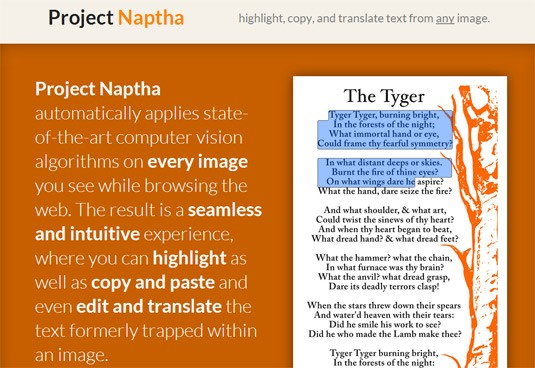 Project Naptha
highlight, copy, and translate text from any image.
Project Naptha
automatically applies state-
of-the-art computer vision
algorithms on every image
you see while browsing the
web. The result is a seamless
and intuitive experience,
where you can highlight as
well as copy and paste and
even edit and translate the
text formerly trapped within
an image.
The Tyger
Tyger Tyger, burning bright,
In the forests of the night;
What immortal hand or eye,
Could frame thy fearful symmetry?
In what distant deeps or skies.
Burnt the fire of thine eyes?
On what wings dare he aspire?
What the hand, dare seize the fire?
And what shoulder, & what art,
Could twist the sinews of thy heart?
And when thy heart began to beat,
What dread hand? & what dread feet?
What the hammer? what the chain,
In what furnace was thy brain?
What the anvil? what dread grasp,
Dare its deadly terrors clasp!
When the stars threw down their spears
And water'd heaven with their tears:
Did he smile his work to see?
Did he who made the Lamb make thee?
Tyger Tyger burning bright,
In the forests of the night: